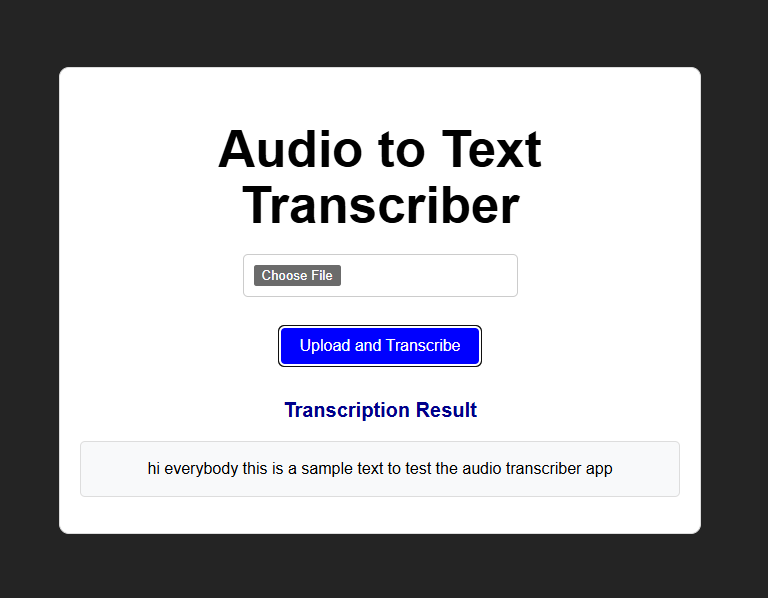 Audio to Text
Transcriber
Choose File
Upload and Transcribe
Transcription Result
hi everybody this is a sample text to test the audio transcriber app